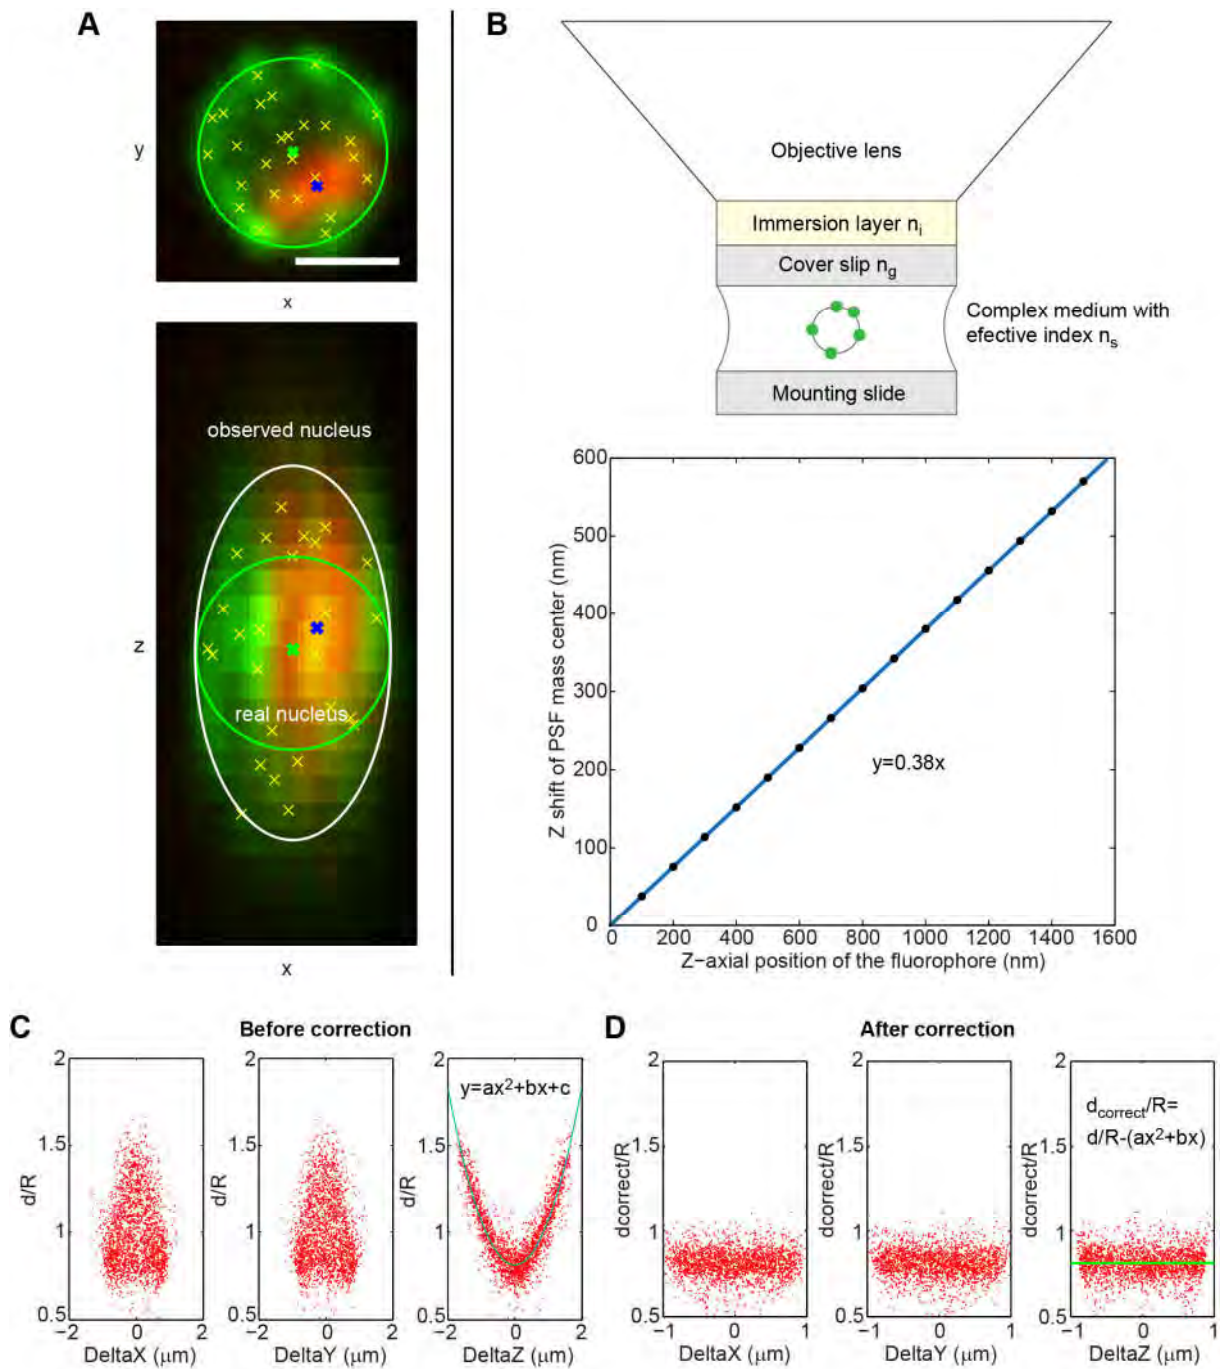 A
y
x
observed nucleus
z
real nucleus
x
B
Objective lens
Immersion layer nᵢ
Cover slip n_g
Complex medium with
efective index nₛ
Mounting slide
600
500
400
300
200
100
0
Z shift of PSF mass center (nm)
y=0.38x
0 200 400 600 800 1000 1200 1400 1600
Z−axial position of the fluorophore (nm)
C
Before correction
2
1.5
1
0.5
d/R
−2 0 2
DeltaX (μm)
2
1.5
1
0.5
d/R
−2 0 2
DeltaY (μm)
y=ax²+bx+c
2
1.5
1
0.5
d/R
−2 0 2
DeltaZ (μm)
D
After correction
2
1.5
1
0.5
dcorrect/R
−1 0 1
DeltaX (μm)
2
1.5
1
0.5
dcorrect/R
−1 0 1
DeltaY (μm)
d_correct/R=
d/R-(ax²+bx)
2
1.5
1
0.5
dcorrect/R
−1 0 1
DeltaZ (μm)